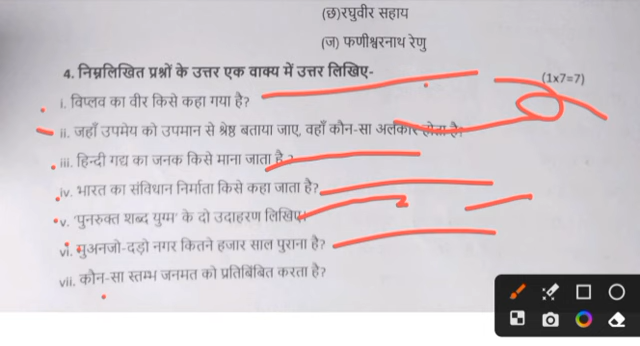 (छ)रघुवीर सहाय
(ज) फणीश्वरनाथ रेणु
4. निम्नलिखित प्रश्नों के उत्तर एक वाक्य में उत्तर लिखिए-
(1x7=7)
i. विप्लव का वीर किसे कहा गया है?
ii. जहाँ उपमेय को उपमान से श्रेष्ठ बताया जाए, वहाँ कौन-सा अलंकार होता है?
iii. हिन्दी गद्य का जनक किसे माना जाता है ?
iv. भारत का संविधान निर्माता किसे कहा जाता है?
v. 'पुनरुक्त शब्द युग्म' के दो उदाहरण लिखिए।
vi. मुअनजो-दड़ो नगर कितने हजार साल पुराना है?
vii. कौन-सा स्तम्भ जनमत को प्रतिबिंबित करता है?